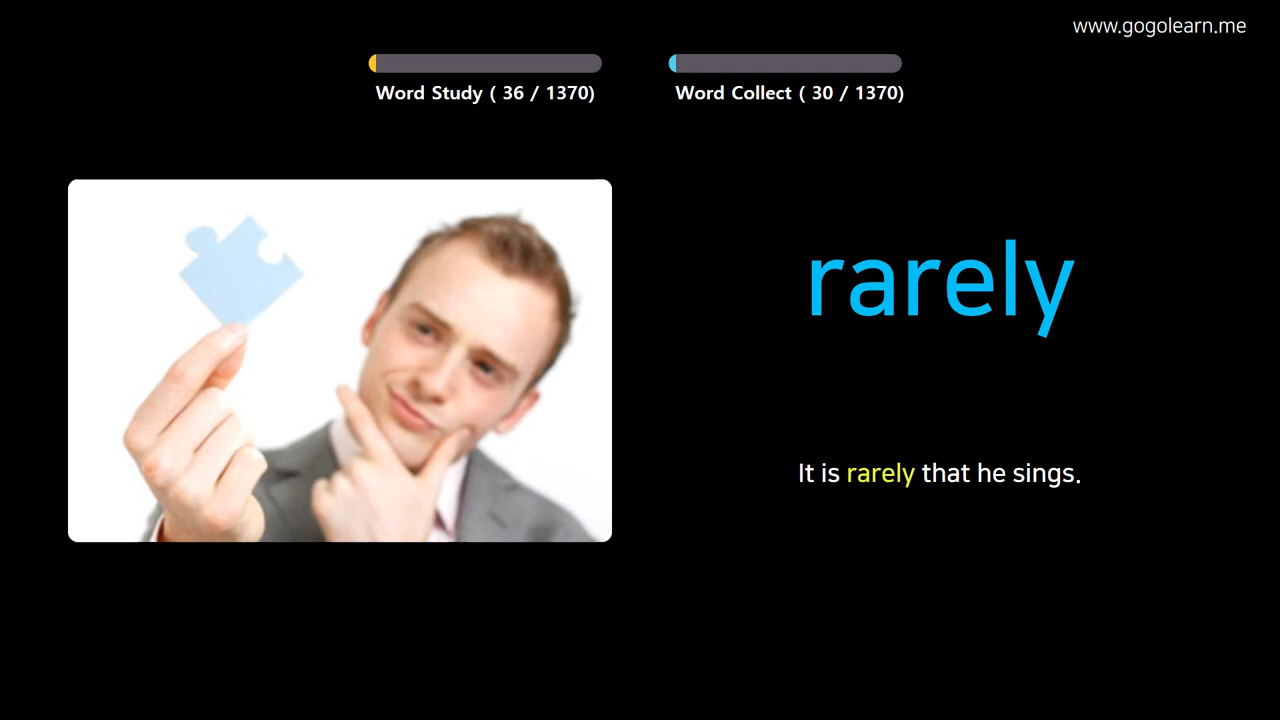 www.gogolearn.me
Word Study ( 36 / 1370)
Word Collect ( 30 / 1370)
rarely
It is rarely that he sings.